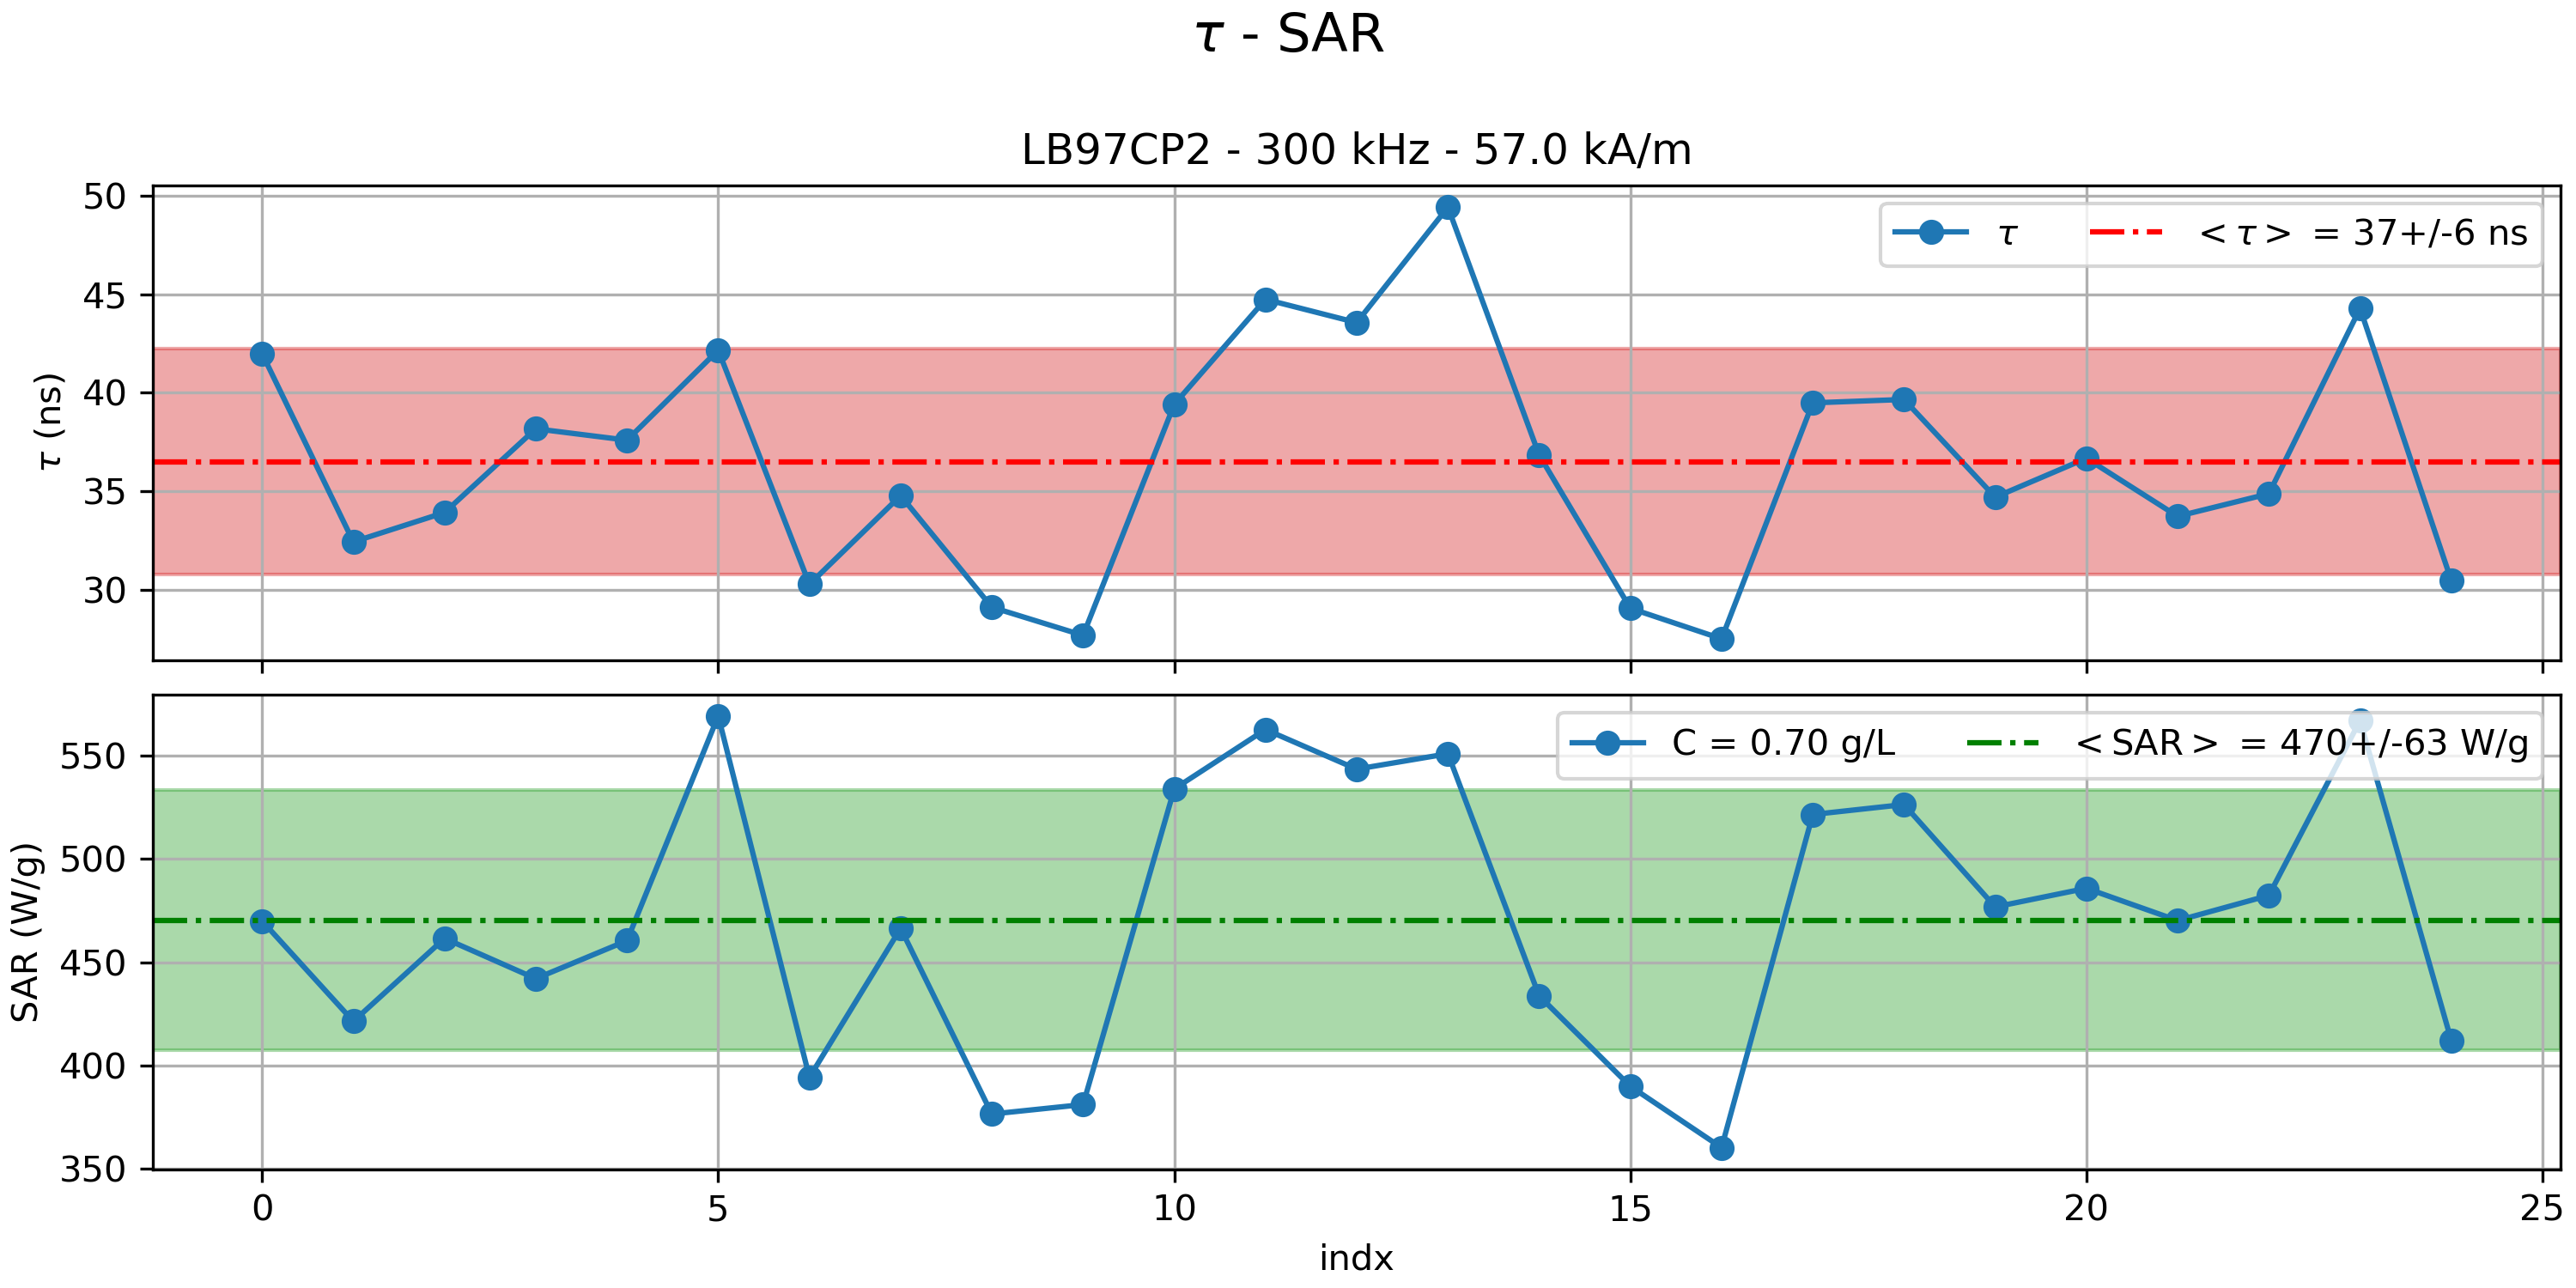 τ - SAR
LB97CP2 - 300 kHz - 57.0 kA/m
50
45
40
35
30
τ (ns)
τ
<τ> = 37+/-6 ns
550
500
450
400
350
SAR (W/g)
C = 0.70 g/L
<SAR> = 470+/-63 W/g
0 5 10 15 20 25
indx